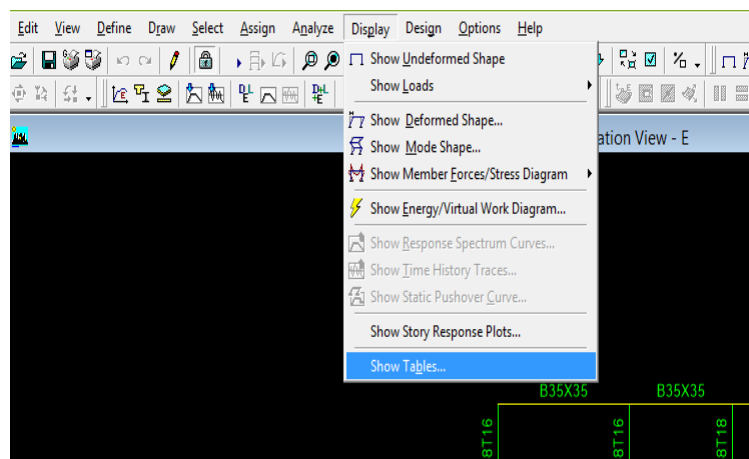 Edit View Define Draw Select Assign Analyze Display Design Options Help
Show Undeformed Shape
Show Loads
Show Deformed Shape...
Show Mode Shape...
Show Member Forces/Stress Diagram
Show Energy/Virtual Work Diagram...
Show Response Spectrum Curves...
Show Time History Traces...
Show Static Pushover Curve...
Show Story Response Plots...
Show Tables...
ation View - E
B35X35 B35X35
8T16 8T16 8T18